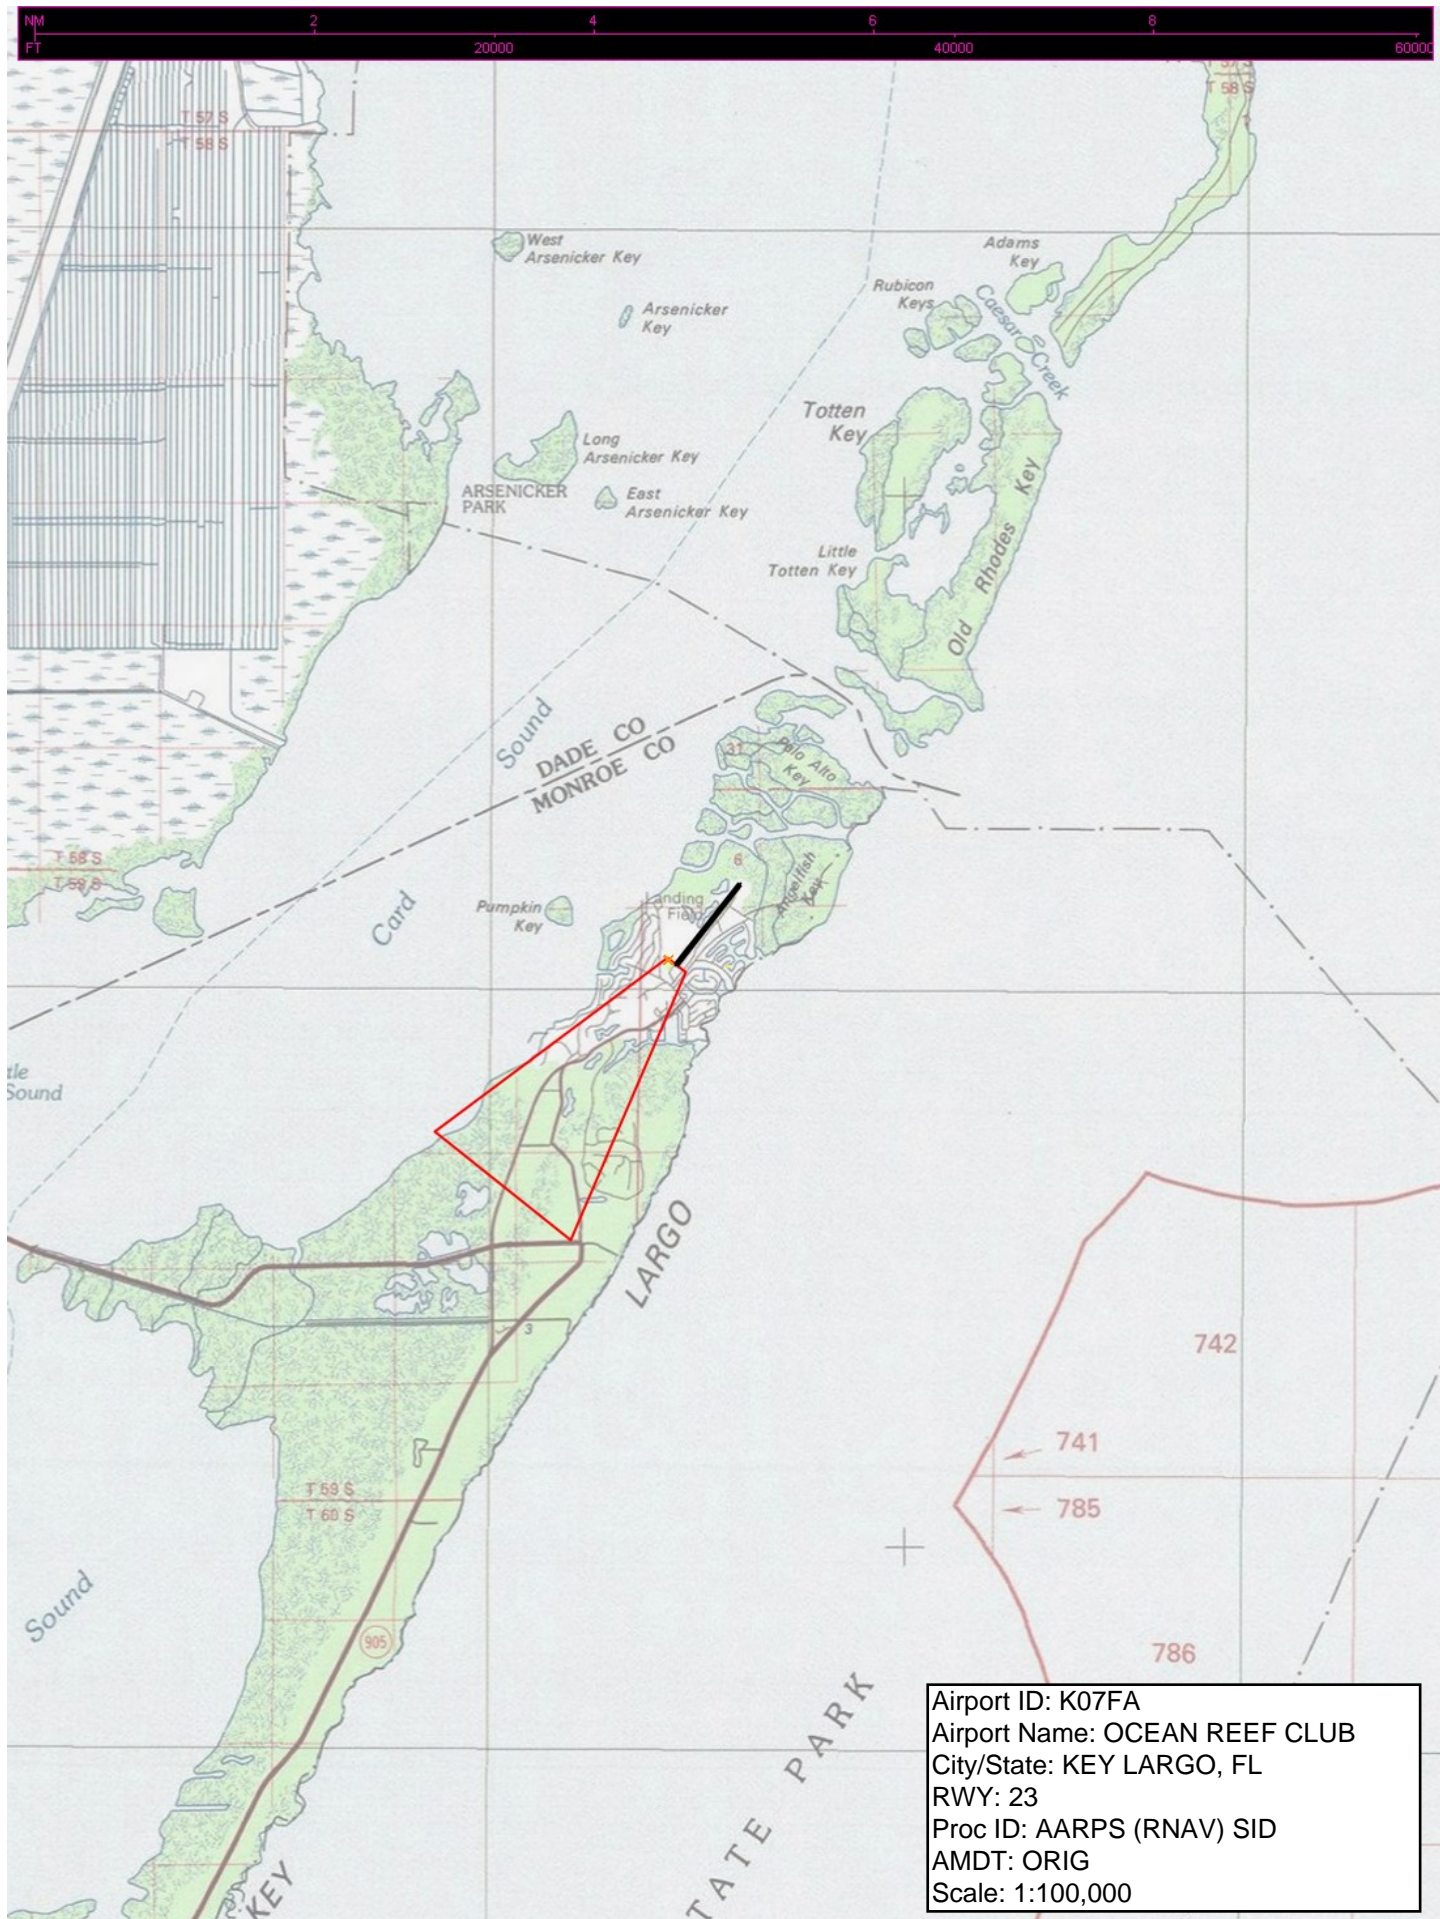 NM 2 4 6 8
FT 20000 40000 60000
T 58 S
T 57 S
T 58 S
West
Arsenicker Key
Adams
Key
Rubicon
Keys
Caesar Creek
Arsenicker
Key
Totten
Key
Long
Arsenicker Key
ARSENICKER
PARK
East
Arsenicker Key
Old Rhodes Key
Little
Totten Key
Sound
DADE CO
MONROE CO
31
Palo Alto
Key
T 58 S
T 59 S
6
Angelfish
Key
Landing
Field
Pumpkin
Key
Card
Sound
LARGO
3
742
741
785
T 59 S
T 60 S
Sound
905
786
KEY
TATE PARK
Airport ID: K07FA
Airport Name: OCEAN REEF CLUB
City/State: KEY LARGO, FL
RWY: 23
Proc ID: AARPS (RNAV) SID
AMDT: ORIG
Scale: 1:100,000